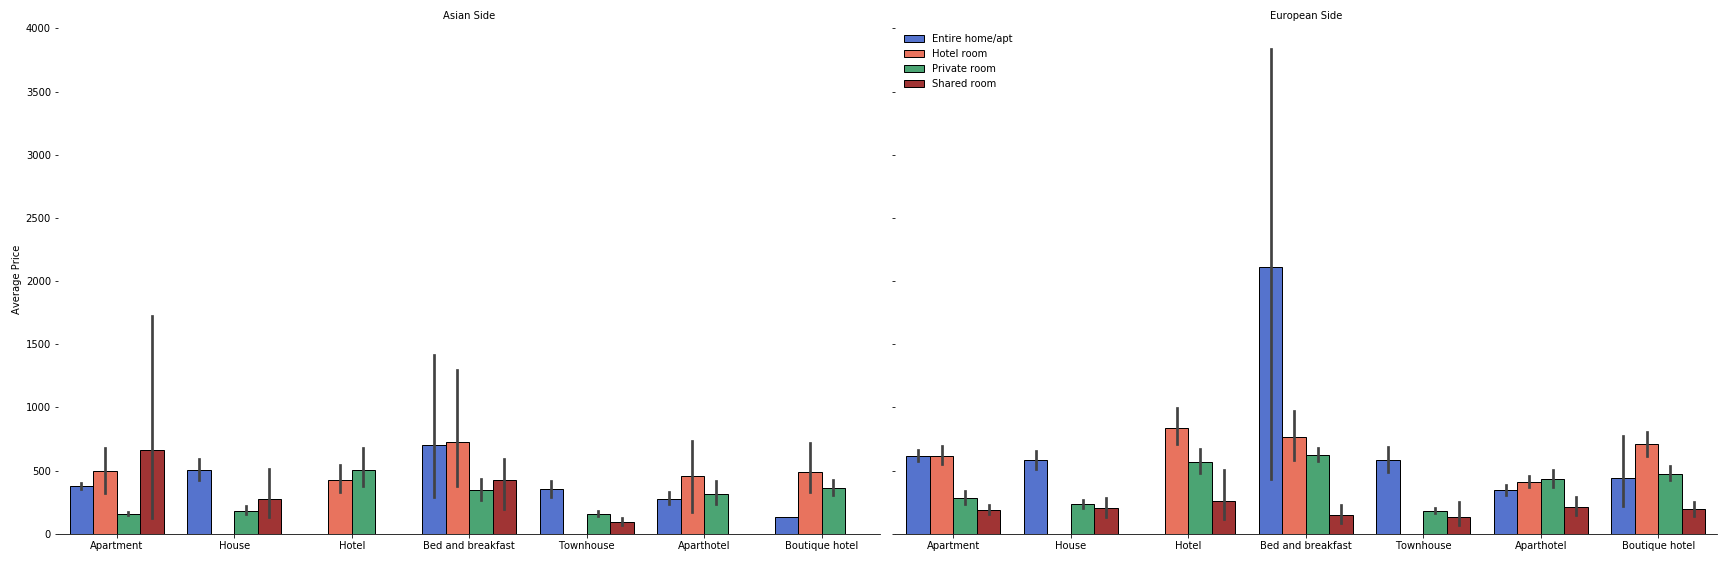 Asian Side
European Side
Average Price
4000
3500
3000
2500
2000
1500
1000
500
0
Entire home/apt
Hotel room
Private room
Shared room
Apartment
House
Hotel
Bed and breakfast
Townhouse
Aparthotel
Boutique hotel
Apartment
House
Hotel
Bed and breakfast
Townhouse
Aparthotel
Boutique hotel